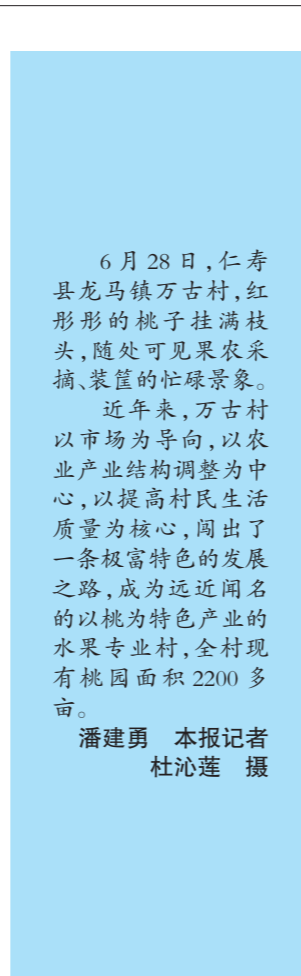 6月28日，仁寿
县龙马镇万古村，红
彤彤的桃子挂满枝
头，随处可见果农采
摘、装筐的忙碌景象。
近年来，万古村
以市场为导向，以农
业产业结构调整为中
心，以提高村民生活
质量为核心，闯出了
一条极富特色的发展
之路，成为远近闻名
的以桃为特色产业的
水果专业村，全村现
有桃园面积2200多
亩。
潘建勇　本报记者
杜沁莲　摄